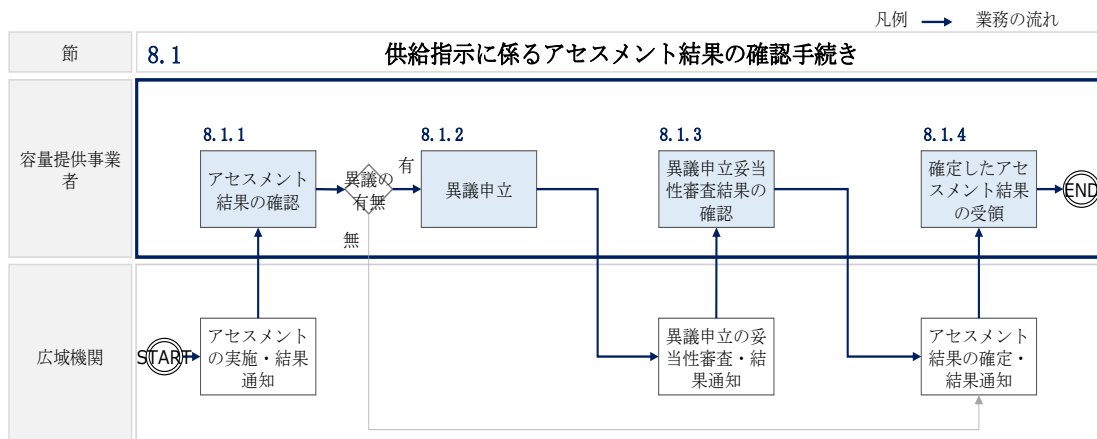 凡例 業務の流れ
節
8.1 供給指示に係るアセスメント結果の確認手続き
容量提供事業
者
8.1.1
アセスメント
結果の確認
異議の
有無
有
無
8.1.2
異議申立
8.1.3
異議申立妥当
性審査結果の
確認
8.1.4
確定したアセ
スメント結果
の受領
END
広域機関
START
アセスメント
の実施・結果
通知
異議申立の妥
当性審査・結
果通知
アセスメント
結果の確定・
結果通知